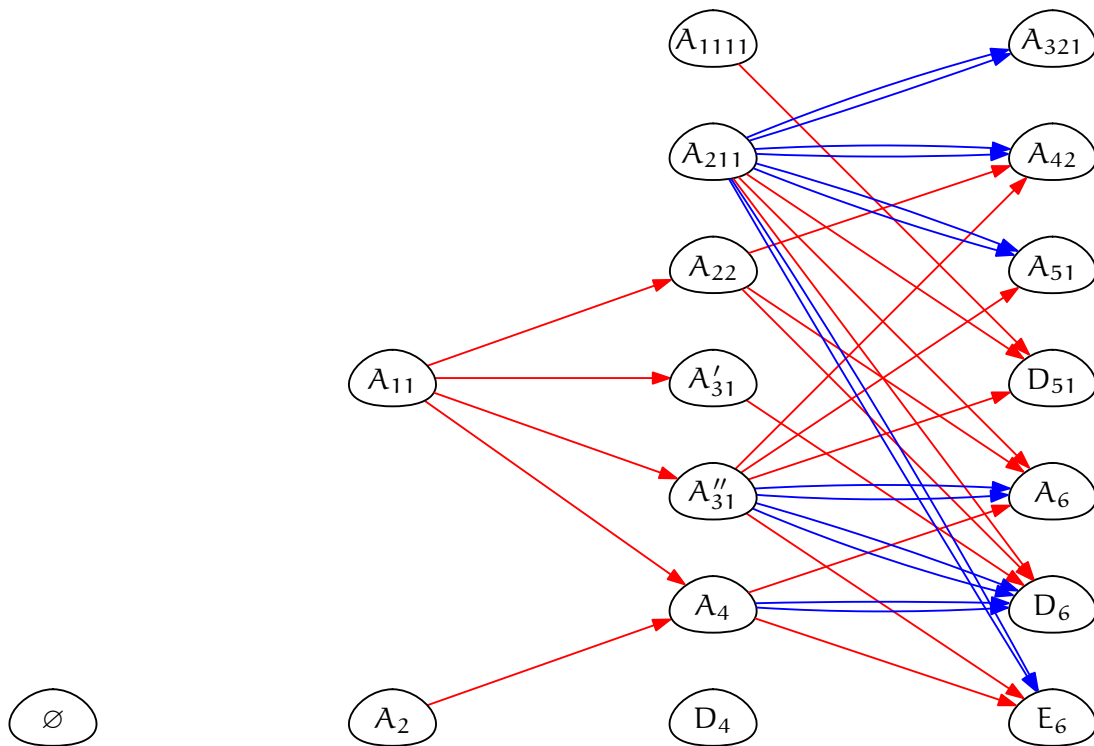 A₁₁₁₁ A₃₂₁
A₂₁₁ A₄₂
A₂₂ A₅₁
A₁₁ A′₃₁ D₅₁
A″₃₁ A₆
A₄ D₆
∅ A₂ D₄ E₆